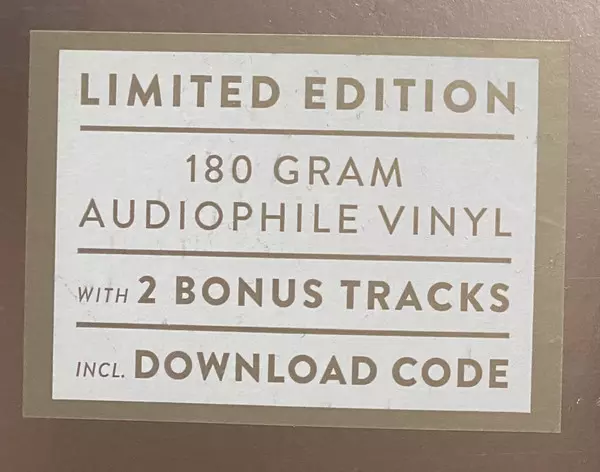 LIMITED EDITION
180 GRAM
AUDIOPHILE VINYL
WITH 2 BONUS TRACKS
INCL. DOWNLOAD CODE